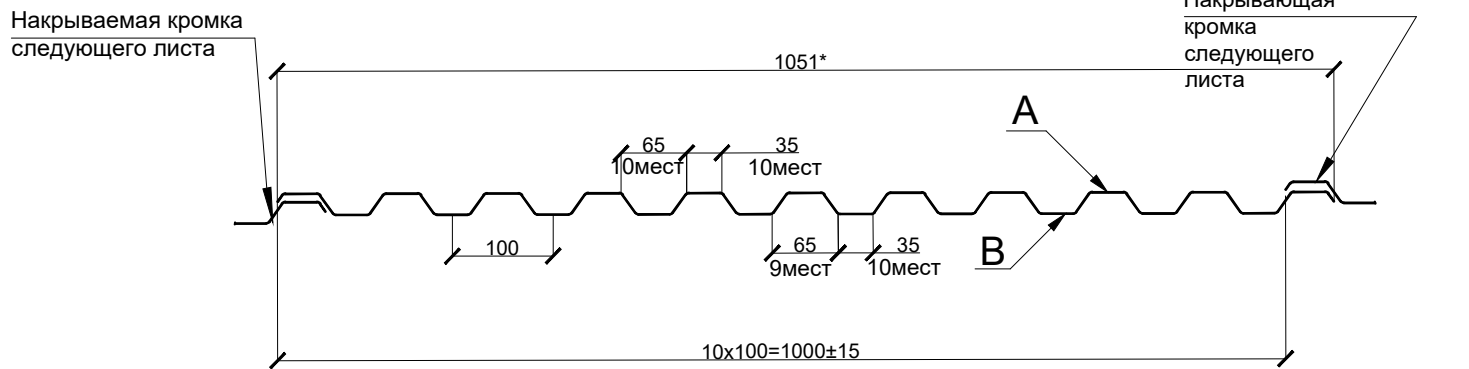 Накрываемая кромка
следующего листа
Накрывающая
кромка
следующего
листа
1051*
A
65
10мест
35
10мест
100
65
9мест
35
10мест
B
10x100=1000±15